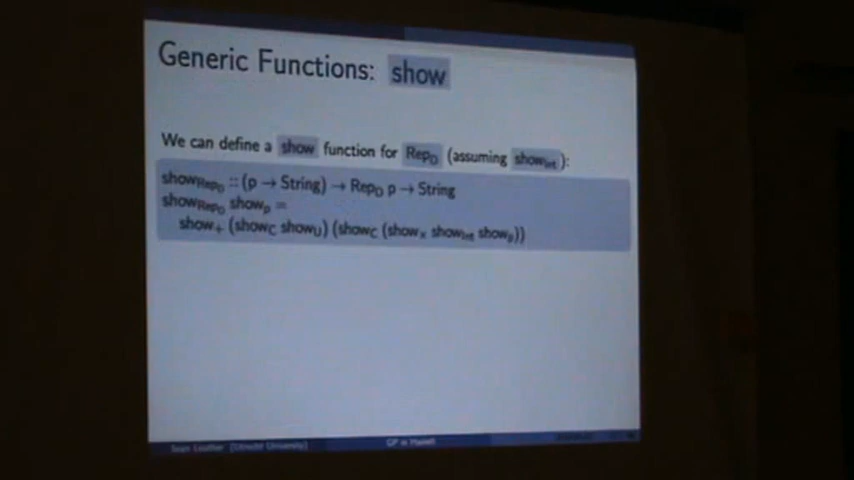 Generic Functions: show
We can define a show function for Rep_D (assuming show_Int):
show_Rep_D :: (p → String) → Rep_D p → String
show_Rep_D show_p =
show_+ (show_C show_U) (show_C (show_× show_Int show_p))
Sean Leather (Utrecht University)
GP in Haskell